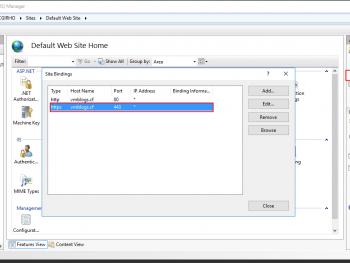 IS) Manager
Sites
Default Web Site
Default Web Site Home
Filter:
Go
Show All
Group by:
Area
ASP.NET
.NET
Authorizat...
Machine Key
IIS
MIME Types
Management
Configurat...
Site Bindings
?
Type
Host Name
Port
IP Address
Binding Informa...
http
vmblogs.cf
80
*
https
vmblogs.cf
443
*
Add...
Edit...
Remove
Browse
Close
Features View
Content View